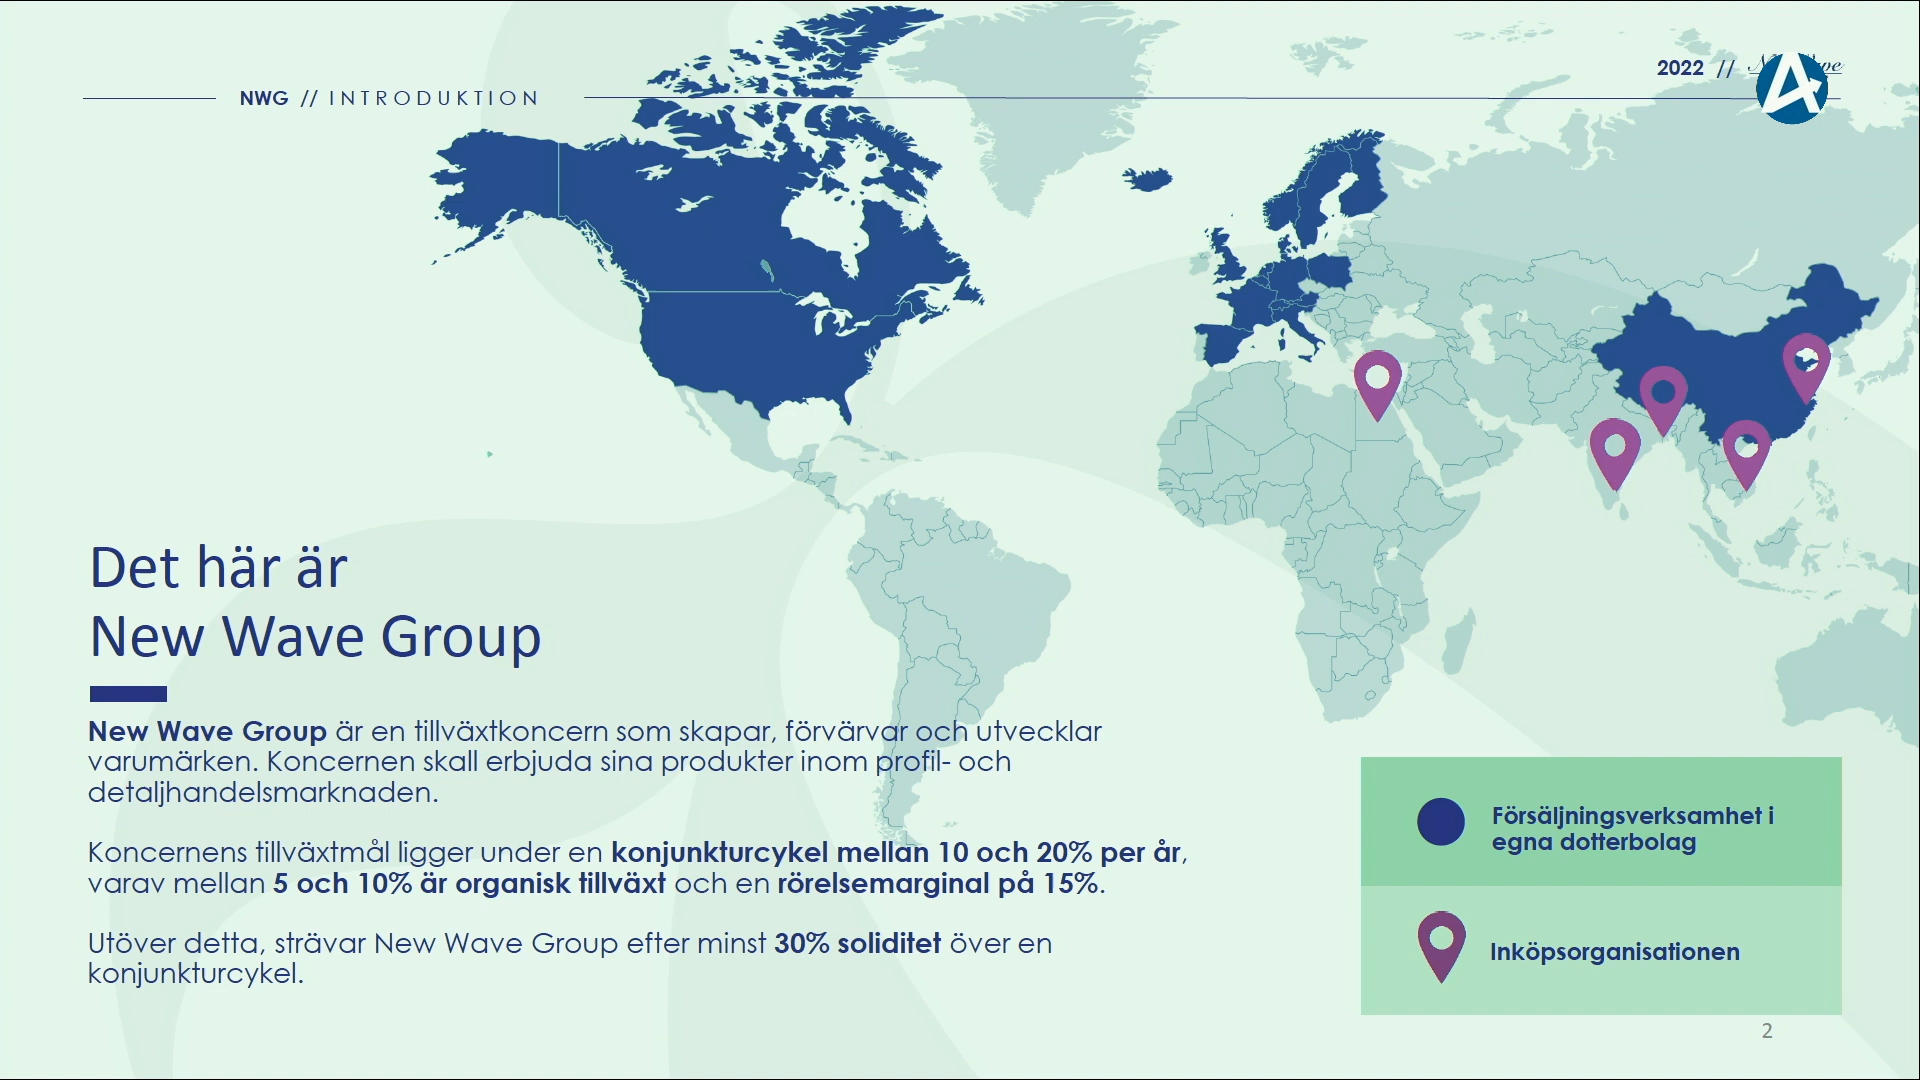 NWG // INTRODUKTION
2022 //
Det här är
New Wave Group
New Wave Group är en tillväxtkoncern som skapar, förvärvar och utvecklar
varumärken. Koncernen skall erbjuda sina produkter inom profil- och
detaljhandelsmarknaden.
Koncernens tillväxtmål ligger under en konjunkturcykel mellan 10 och 20% per år,
varav mellan 5 och 10% är organisk tillväxt och en rörelsemarginal på 15%.
Utöver detta, strävar New Wave Group efter minst 30% soliditet över en
konjunkturcykel.
Försäljningsverksamhet i
egna dotterbolag
Inköpsorganisationen
2